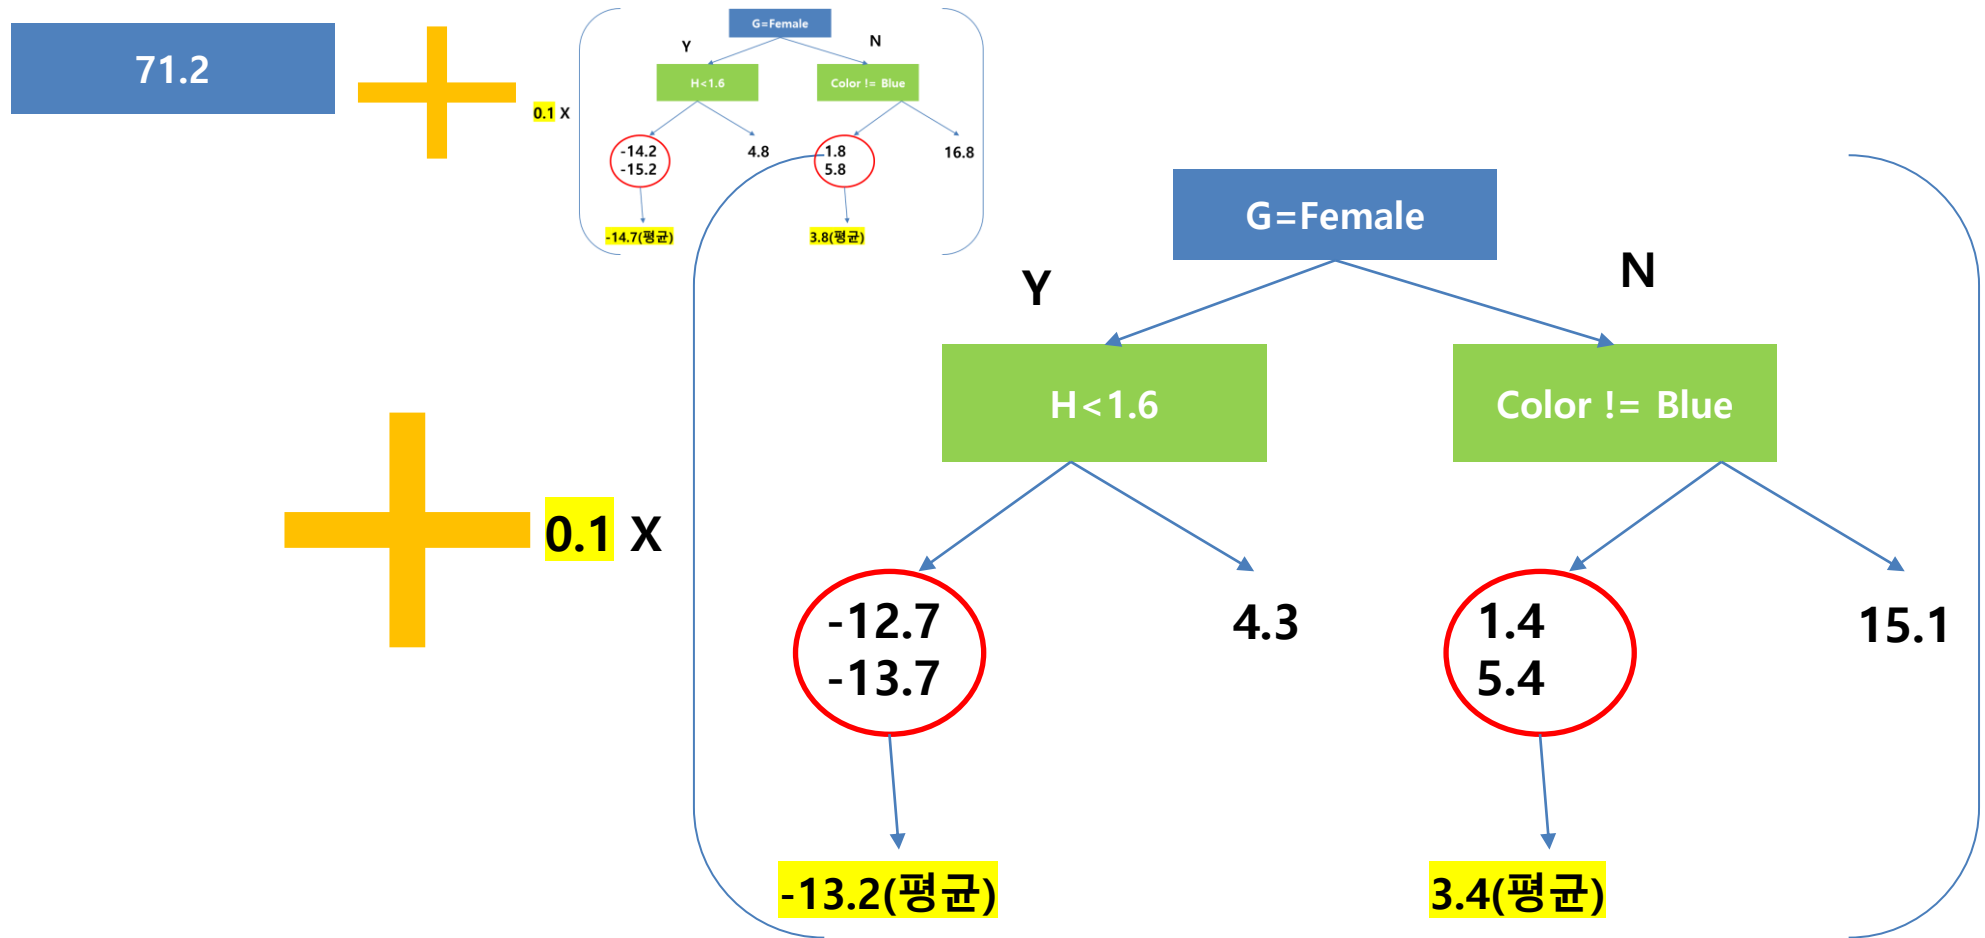 71.2
0.1 X
G=Female
Y
N
H<1.6
Color != Blue
-14.2
-15.2
4.8
1.8
5.8
16.8
-14.7(평균)
3.8(평균)
0.1 X
G=Female
Y
N
H<1.6
Color != Blue
-12.7
-13.7
4.3
1.4
5.4
15.1
-13.2(평균)
3.4(평균)